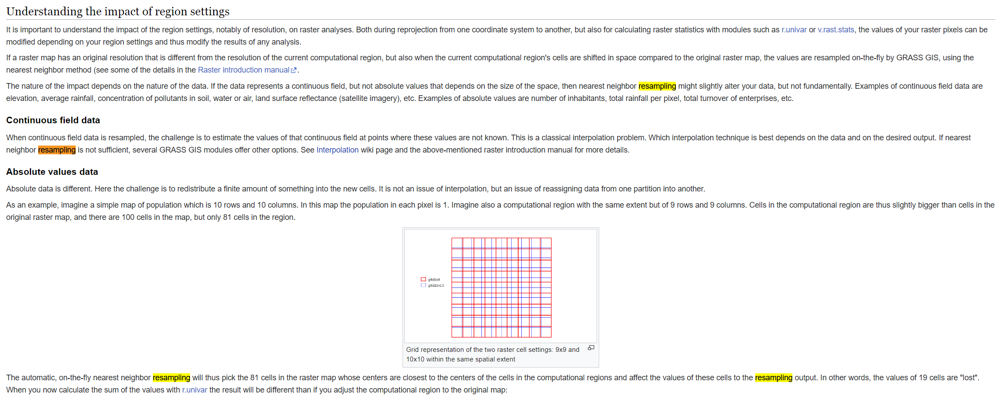 Understanding the impact of region settings
It is important to understand the impact of the region settings, notably of resolution, on raster analyses. Both during reprojection from one coordinate system to another, but also for calculating raster statistics with modules such as r.univar or v.rast.stats, the values of your raster pixels can be
modified depending on your region settings and thus modify the results of any analysis.
If a raster map has an original resolution that is different from the resolution of the current computational region, but also when the current computational region's cells are shifted in space compared to the original raster map, the values are resampled on-the-fly by GRASS GIS, using the
nearest neighbor method (see some of the details in the Raster introduction manual.
The nature of the impact depends on the nature of the data. If the data represents a continuous field, but not absolute values that depends on the size of the space, then nearest neighbor resampling might slightly alter your data, but not fundamentally. Examples of continuous field data are
elevation, average rainfall, concentration of pollutants in soil, water or air, land surface reflectance (satellite imagery), etc. Examples of absolute values are number of inhabitants, total rainfall per pixel, total turnover of enterprises, etc.
Continuous field data
When continuous field data is resampled, the challenge is to estimate the values of that continuous field at points where these values are not known. This is a classical interpolation problem. Which interpolation technique is best depends on the data and on the desired output. If nearest
neighbor resampling is not sufficient, several GRASS GIS modules offer other options. See Interpolation wiki page and the above-mentioned raster introduction manual for more details.
Absolute values data
Absolute data is different. Here the challenge is to redistribute a finite amount of something into the new cells. It is not an issue of interpolation, but an issue of reassigning data from one partition into another.
As an example, imagine a simple map of population which is 10 rows and 10 columns. In this map the population in each pixel is 1. Imagine also a computational region with the same extent but of 9 rows and 9 columns. Cells in the computational region are thus slightly bigger than cells in the
original raster map, and there are 100 cells in the map, but only 81 cells in the region.
grid9x9
grid10x10
Grid representation of the two raster cell settings: 9x9 and
10x10 within the same spatial extent
The automatic, on-the-fly nearest neighbor resampling will thus pick the 81 cells in the raster map whose centers are closest to the centers of the cells in the computational regions and affect the values of these cells to the resampling output. In other words, the values of 19 cells are "lost".
When you now calculate the sum of the values with r.univar the result will be different than if you adjust the computational region to the original map: